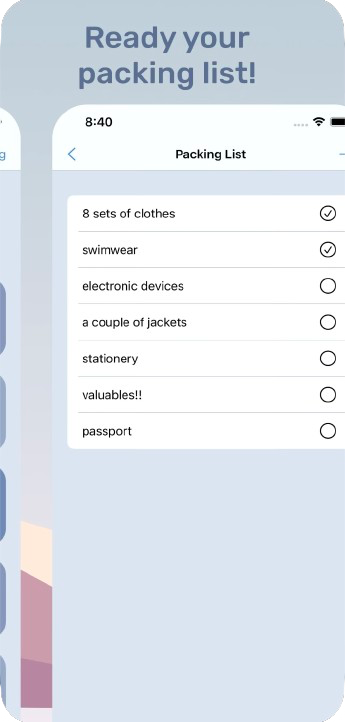 Ready your
packing list!
8:40
g
Packing List
8 sets of clothes
swimwear
electronic devices
a couple of jackets
stationery
valuables!!
passport